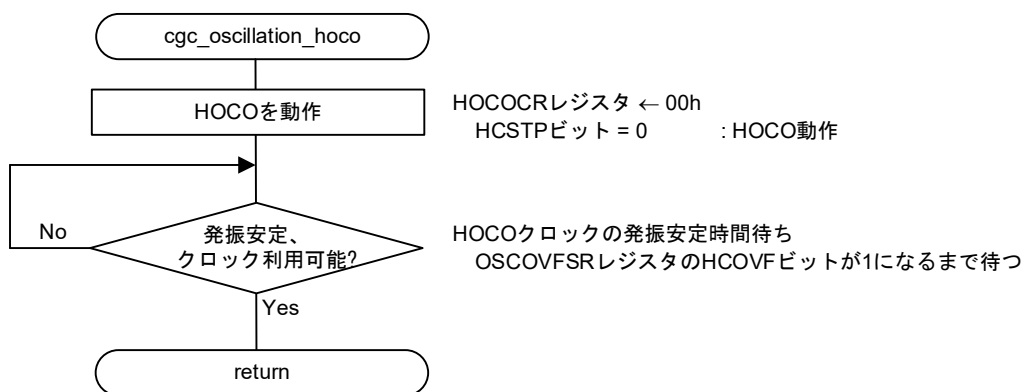 cgc_oscillation_hoco
HOCOを動作
HOCOCRレジスタ ← 00h
HCSTPビット = 0 : HOCO動作
No
発振安定、
クロック利用可能?
HOCOクロックの発振安定時間待ち
OSCOVFSRレジスタのHCOVFビットが1になるまで待つ
Yes
return